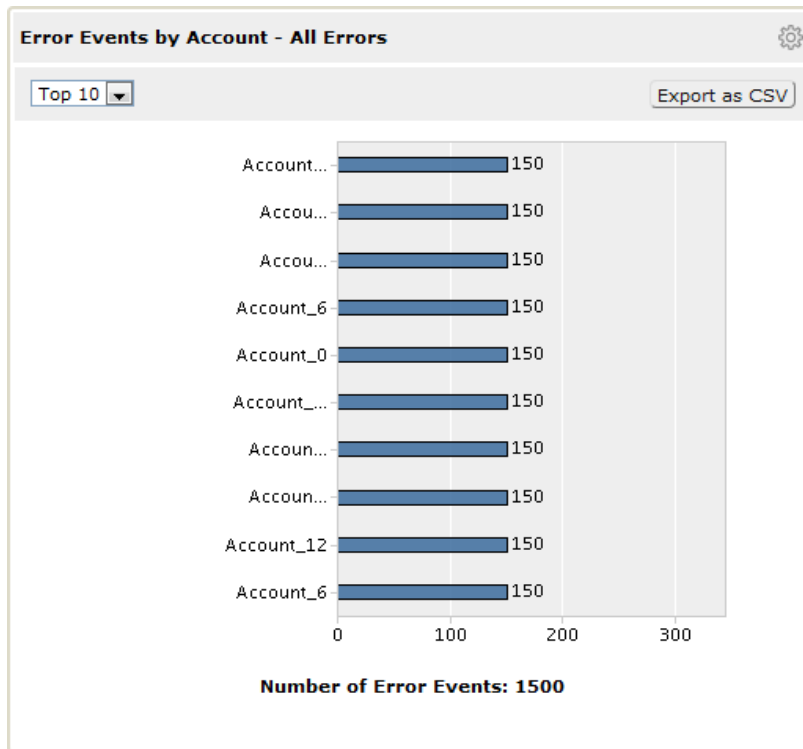 Error Events by Account - All Errors
Top 10
Export as CSV
Account... 150
Accou... 150
Accou... 150
Account_6 150
Account_0 150
Account_... 150
Accoun... 150
Accoun... 150
Account_12 150
Account_6 150
0 100 200 300
Number of Error Events: 1500